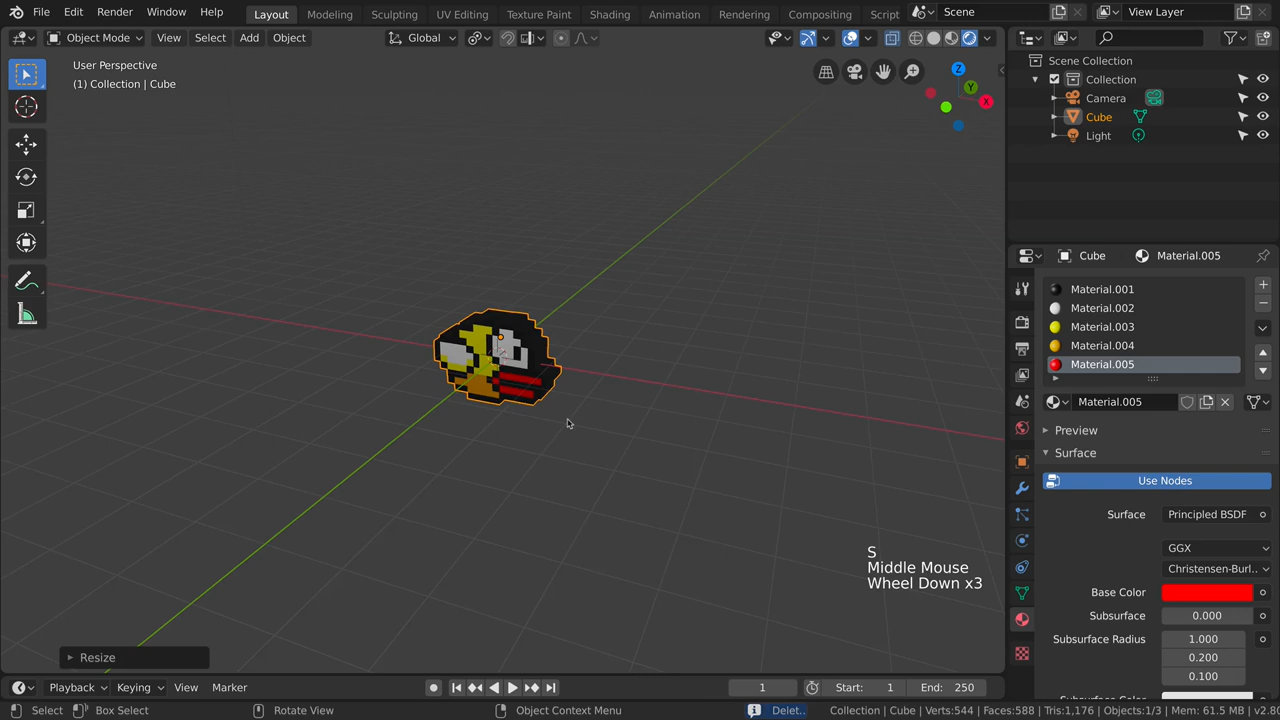 File Edit Render Window Help Layout Modeling Sculpting UV Editing Texture Paint Shading Animation Rendering Compositing Script Scene View Layer
Object Mode View Select Add Object Global
User Perspective
(1) Collection | Cube
Z
Y
X
S
Middle Mouse
Wheel Down x3
Resize
Scene Collection
Collection
Camera
Cube
Light
Cube Material.005
Material.001
Material.002
Material.003
Material.004
Material.005
Material.005
Preview
Surface
Use Nodes
Surface Principled BSDF
GGX
Christensen-Burl..
Base Color
Subsurface 0.000
Subsurface Radius 1.000
0.200
0.100
Playback Keying View Marker 1 Start: 1 End: 250
Select Box Select Rotate View Object Context Menu Delet.. Collection | Cube | Verts:544 | Faces:588 | Tris:1,176 | Objects:1/3 | Mem: 61.5 MB | v2.80